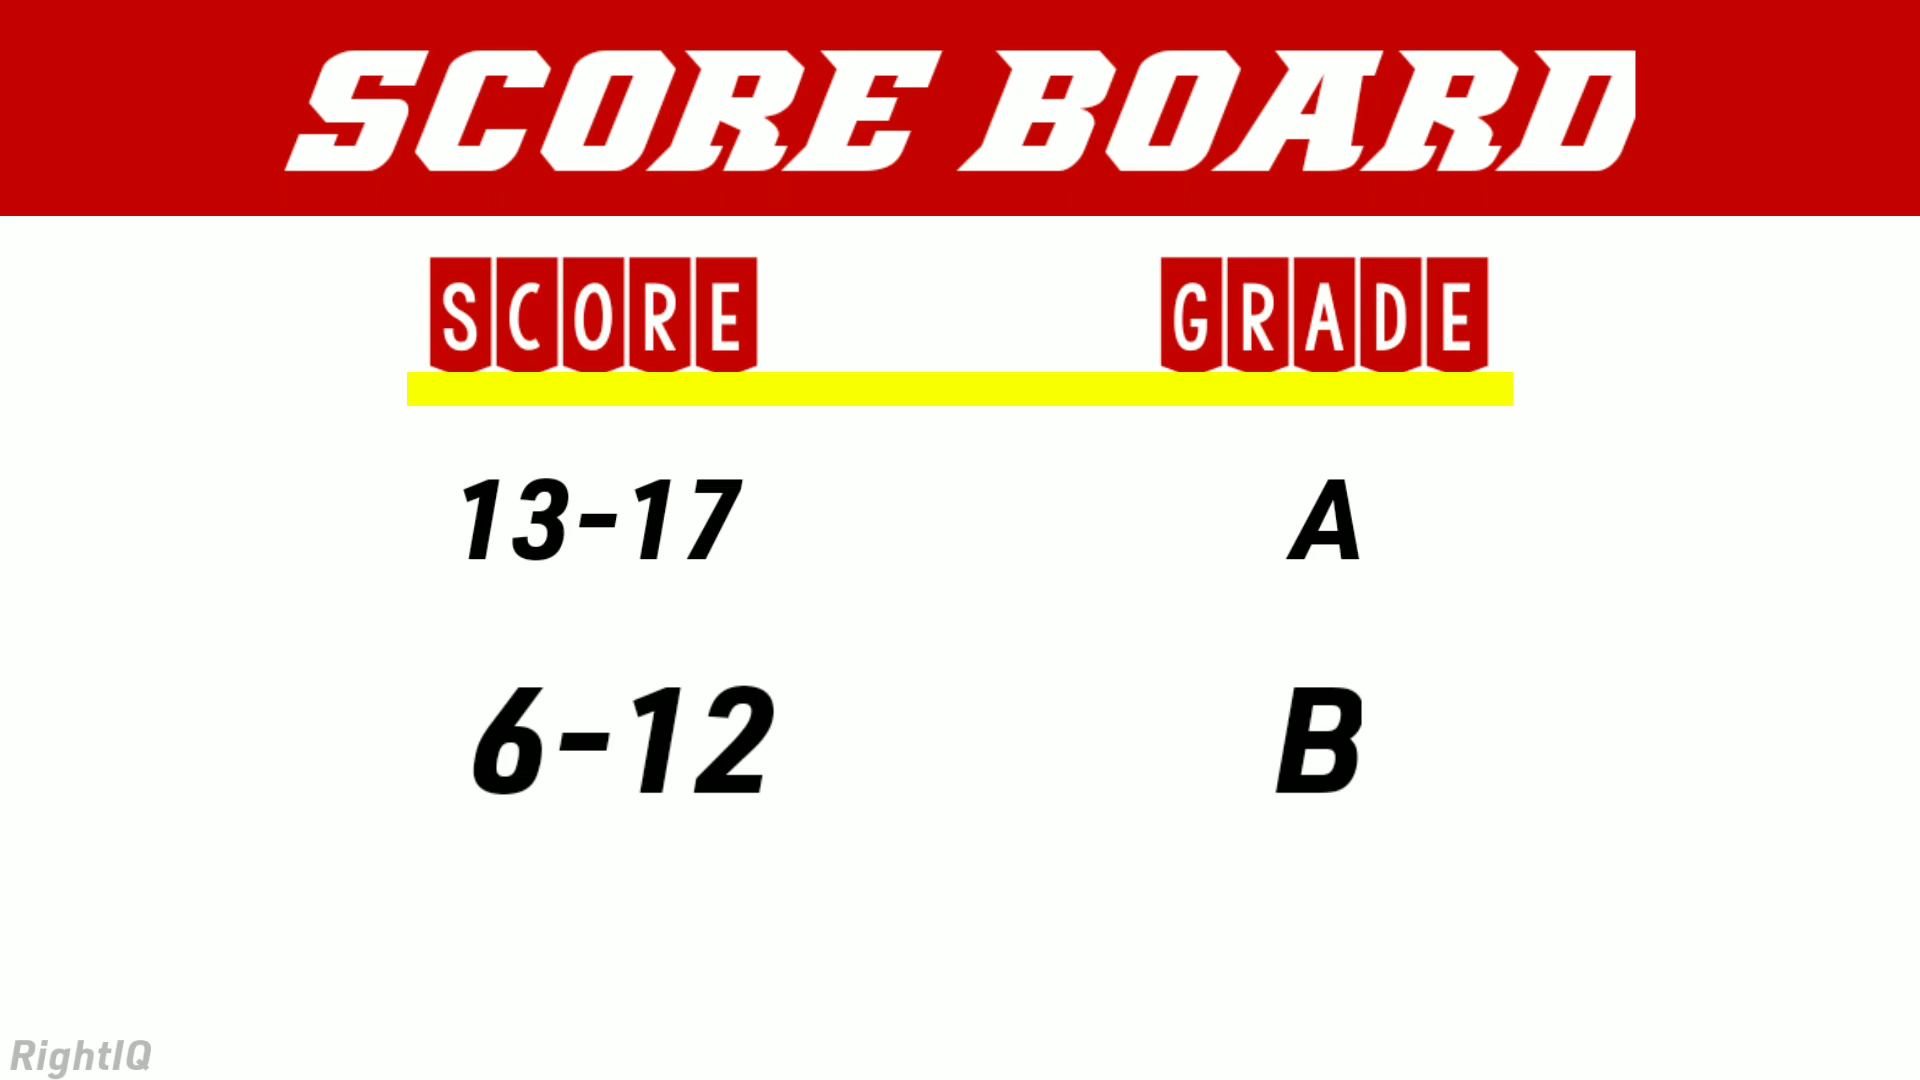 SCORE BOARD
SCORE GRADE
13-17 A
6-12 B
RightIQ